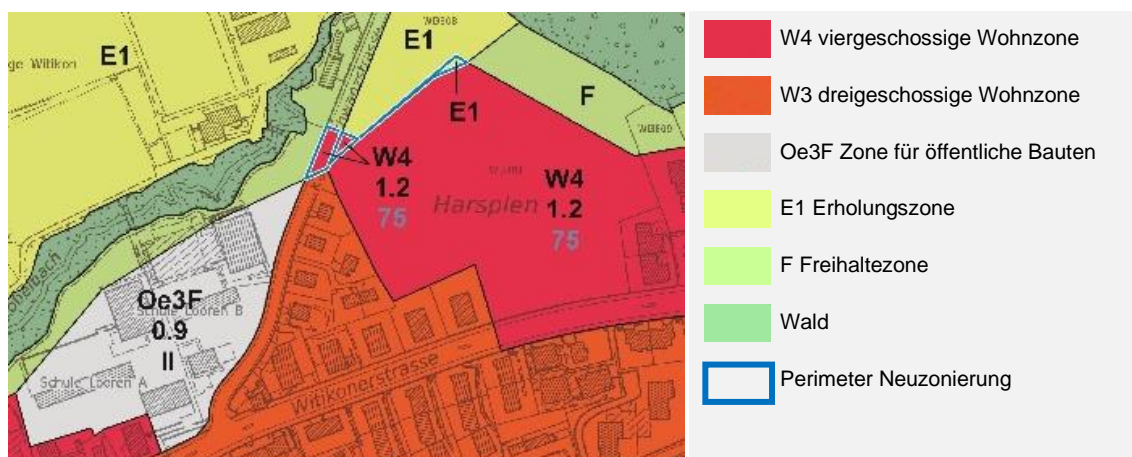 E1
WI3608
E1
ge Witikon
E1
F
W4
1.2
75
W4
1.2
75
Harsplen
Oe3F
0.9
II
Schule Looren B
Schule Looren A
Witikonerstrasse
W4 viergeschossige Wohnzone
W3 dreigeschossige Wohnzone
Oe3F Zone für öffentliche Bauten
E1 Erholungszone
F Freihaltezone
Wald
Perimeter Neuzonierung